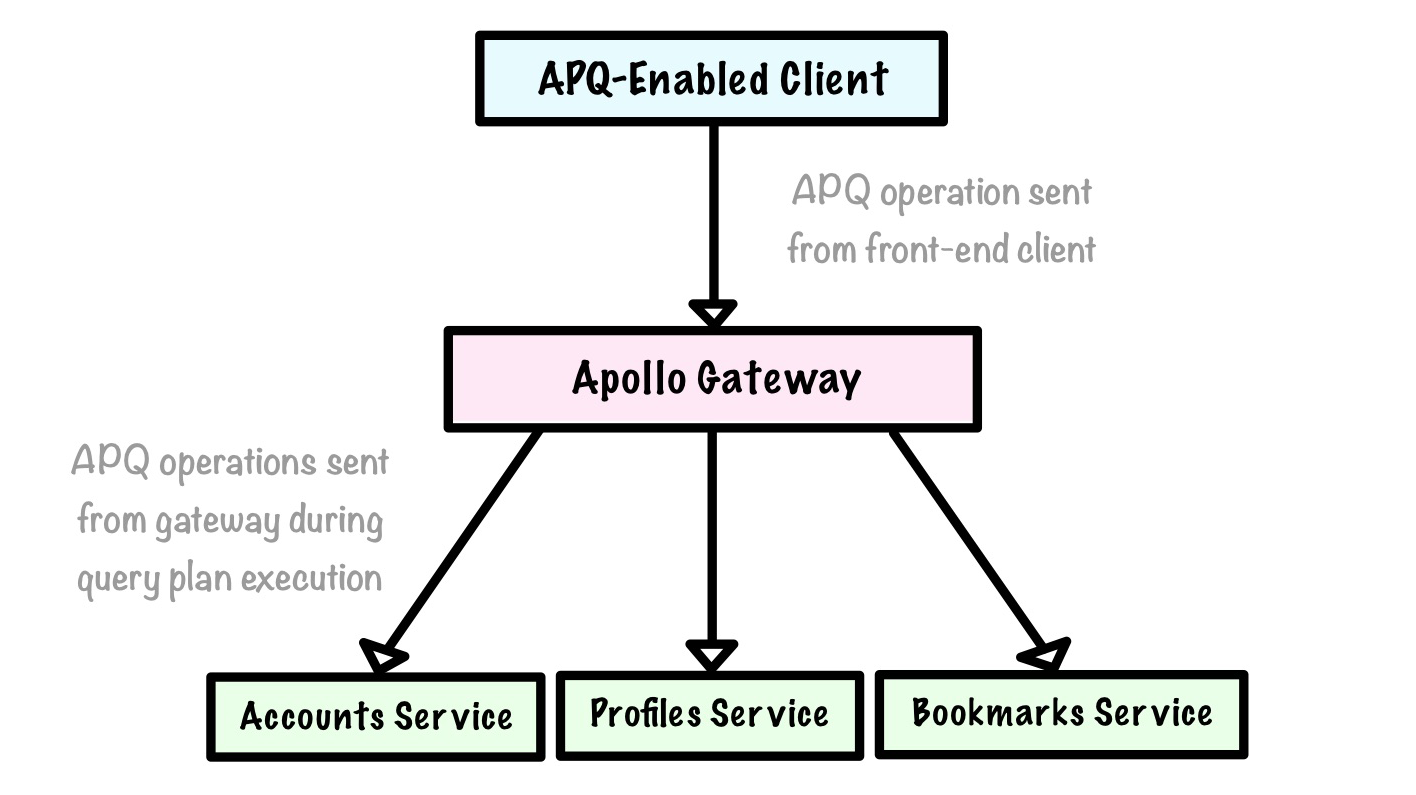 APQ-Enabled Client
APQ operation sent
from front-end client
Apollo Gateway
APQ operations sent
from gateway during
query plan execution
Accounts Service
Profiles Service
Bookmarks Service